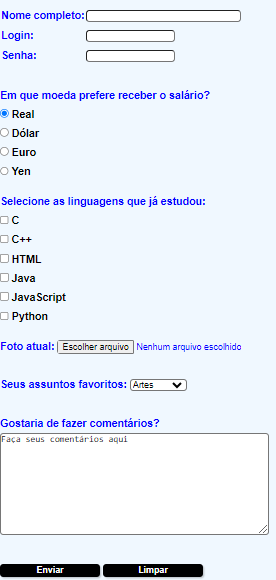 Nome completo:
Login:
Senha:
Em que moeda prefere receber o salário?
Real
Dólar
Euro
Yen
Selecione as linguagens que já estudou:
C
C++
HTML
Java
JavaScript
Python
Foto atual: Escolher arquivo Nenhum arquivo escolhido
Seus assuntos favoritos: Artes
Gostaria de fazer comentários?
Faça seus comentários aqui
Enviar Limpar